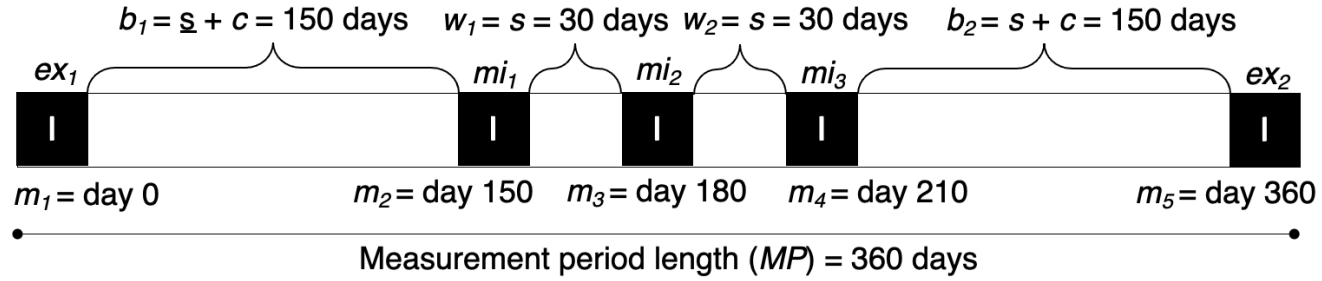 b₁ = s + c = 150 days w₁ = s = 30 days w₂ = s = 30 days b₂ = s + c = 150 days
ex₁ mi₁ mi₂ mi₃ ex₂
I I I I I
m₁ = day 0 m₂ = day 150 m₃ = day 180 m₄ = day 210 m₅ = day 360
Measurement period length (MP) = 360 days